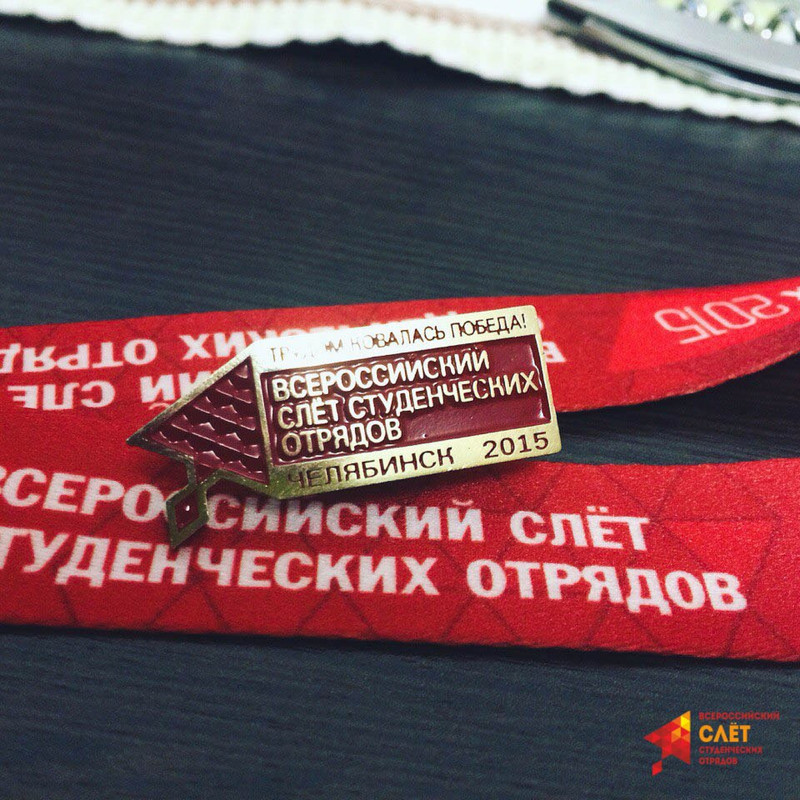 2015
ТРУДОМ КОВАЛАСЬ ПОБЕДА!
ВСЕРОССИЙСКИЙ
СЛЁТ СТУДЕНЧЕСКИХ
ОТРЯДОВ
ЧЕЛЯБИНСК 2015
ВСЕРОССИЙСКИЙ СЛЁТ
СТУДЕНЧЕСКИХ ОТРЯДОВ
ВСЕРОССИЙСКИЙ
СЛЁТ
СТУДЕНЧЕСКИХ
ОТРЯДОВ